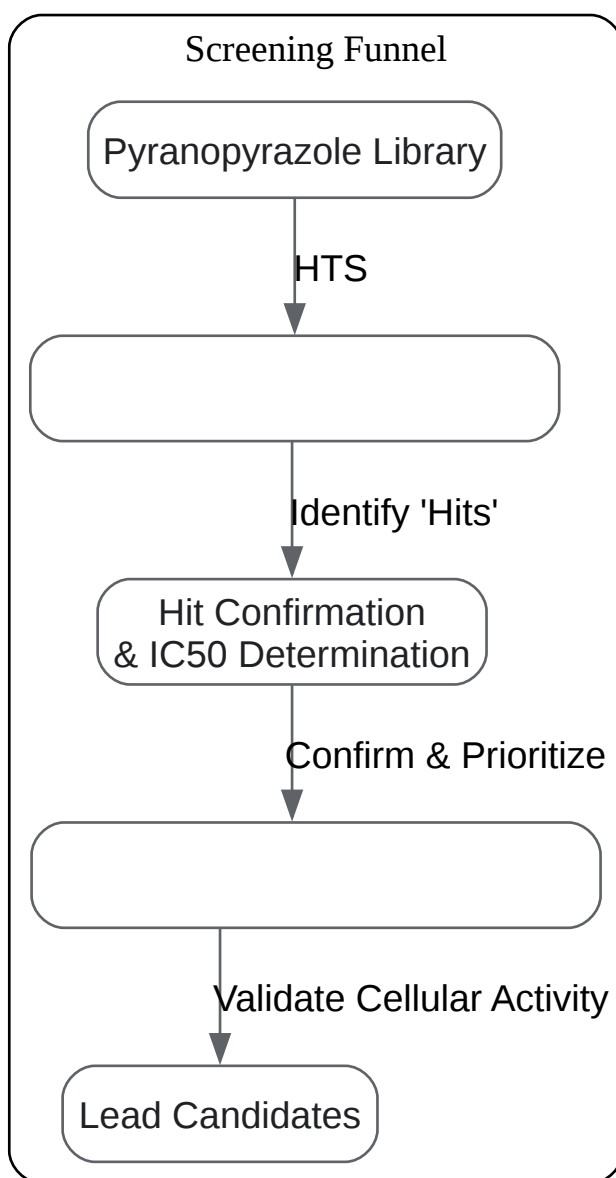 Screening Funnel
Pyranopyrazole Library
HTS
Identify 'Hits'
Hit Confirmation
& IC50 Determination
Confirm & Prioritize
Validate Cellular Activity
Lead Candidates